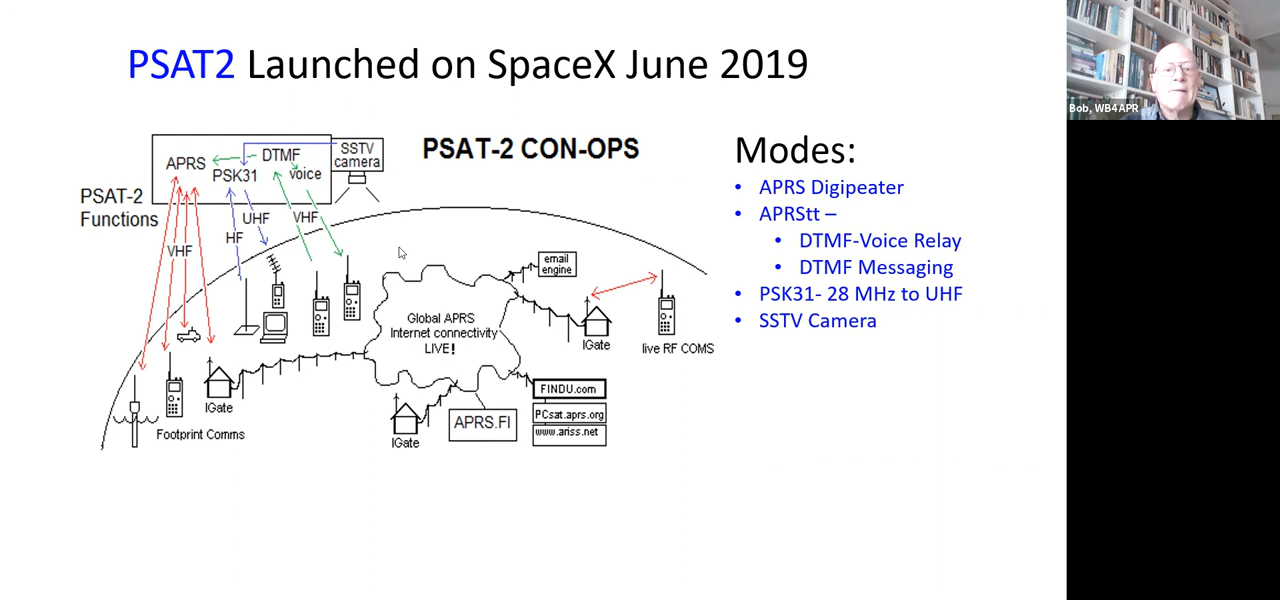 PSAT2 Launched on SpaceX June 2019
Bob, WB4APR
PSAT-2 CON-OPS
SSTV
camera
APRS
DTMF
PSK31
voice
PSAT-2
Functions
UHF
VHF
HF
VHF
email
engine
Global APRS
Internet connectivity
LIVE!
IGate
live RF COMS
IGate
Footprint Comms
IGate
APRS.FI
FINDU.com
PCsat.aprs.org
www.ariss.net
Modes:
• APRS Digipeater
• APRStt –
• DTMF-Voice Relay
• DTMF Messaging
• PSK31- 28 MHz to UHF
• SSTV Camera